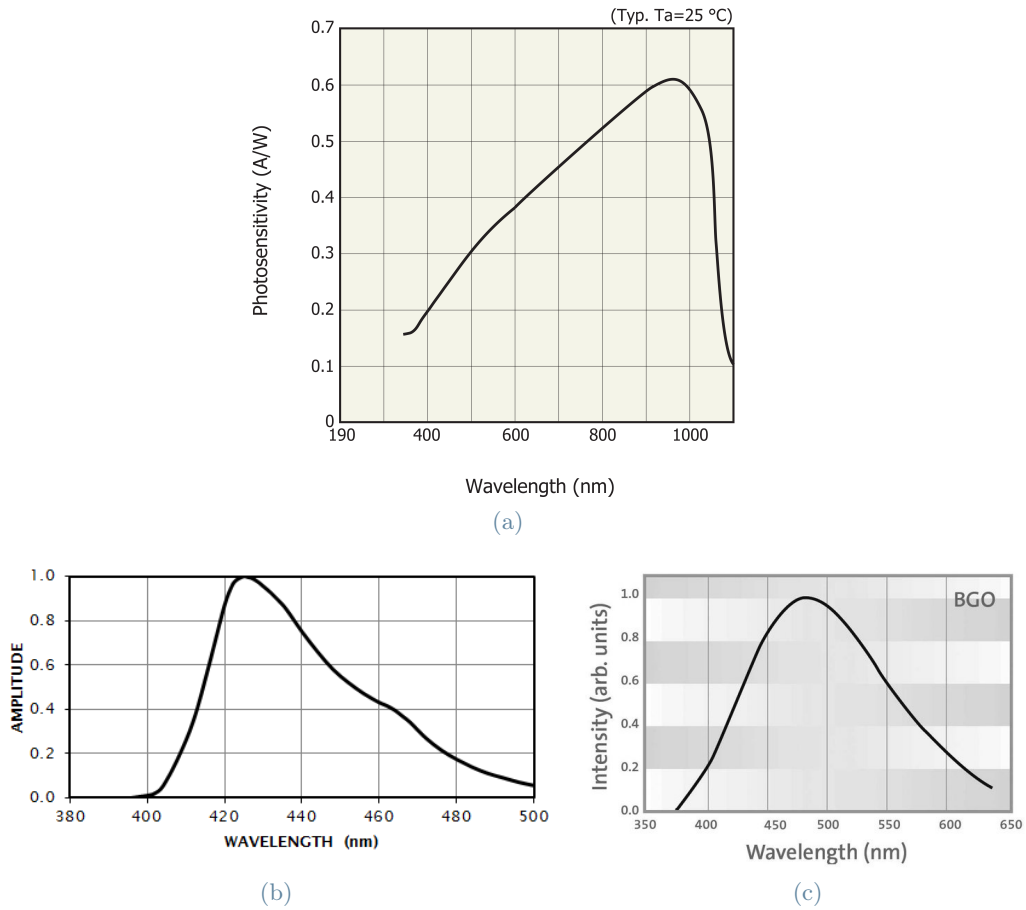 (Typ. Ta=25 °C)
0.7
0.6
0.5
0.4
0.3
0.2
0.1
0
Photosensitivity (A/W)
190 400 600 800 1000
Wavelength (nm)
(a)
1.0
0.8
0.6
0.4
0.2
0.0
AMPLITUDE
380 400 420 440 460 480 500
WAVELENGTH (nm)
(b)
BGO
1.0
0.8
0.6
0.4
0.2
0.0
Intensity (arb. units)
350 400 450 500 550 600 650
Wavelength (nm)
(c)